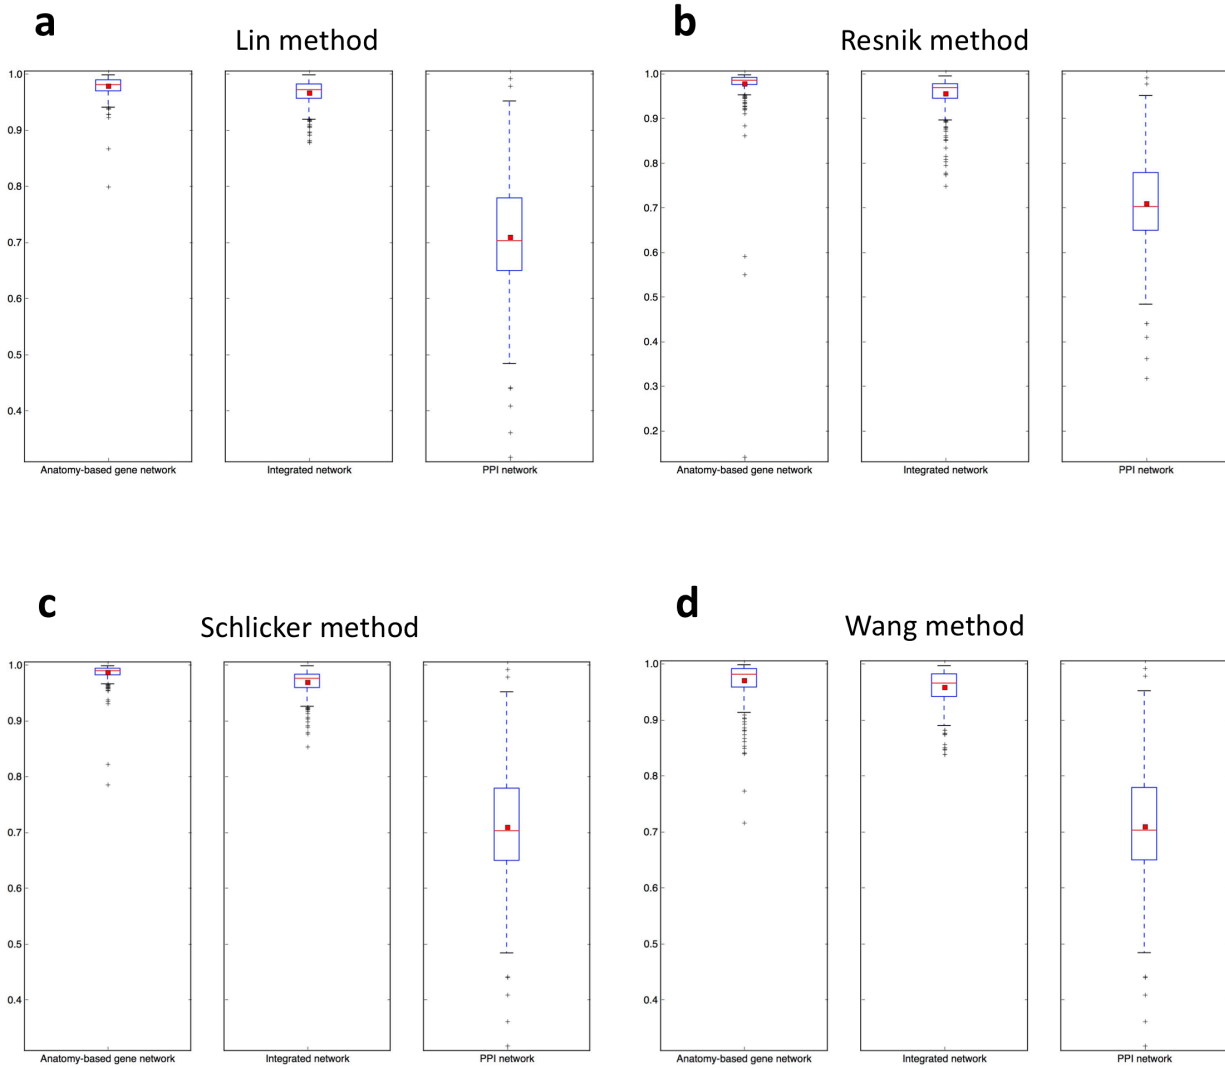 a
Lin method
1.0
0.9
0.8
0.7
0.6
0.5
0.4
Anatomy-based gene network
Integrated network
PPI network
b
Resnik method
1.0
0.9
0.8
0.7
0.6
0.5
0.4
0.3
0.2
Anatomy-based gene network
Integrated network
PPI network
c
Schlicker method
1.0
0.9
0.8
0.7
0.6
0.5
0.4
Anatomy-based gene network
Integrated network
PPI network
d
Wang method
1.0
0.9
0.8
0.7
0.6
0.5
0.4
Anatomy-based gene network
Integrated network
PPI network